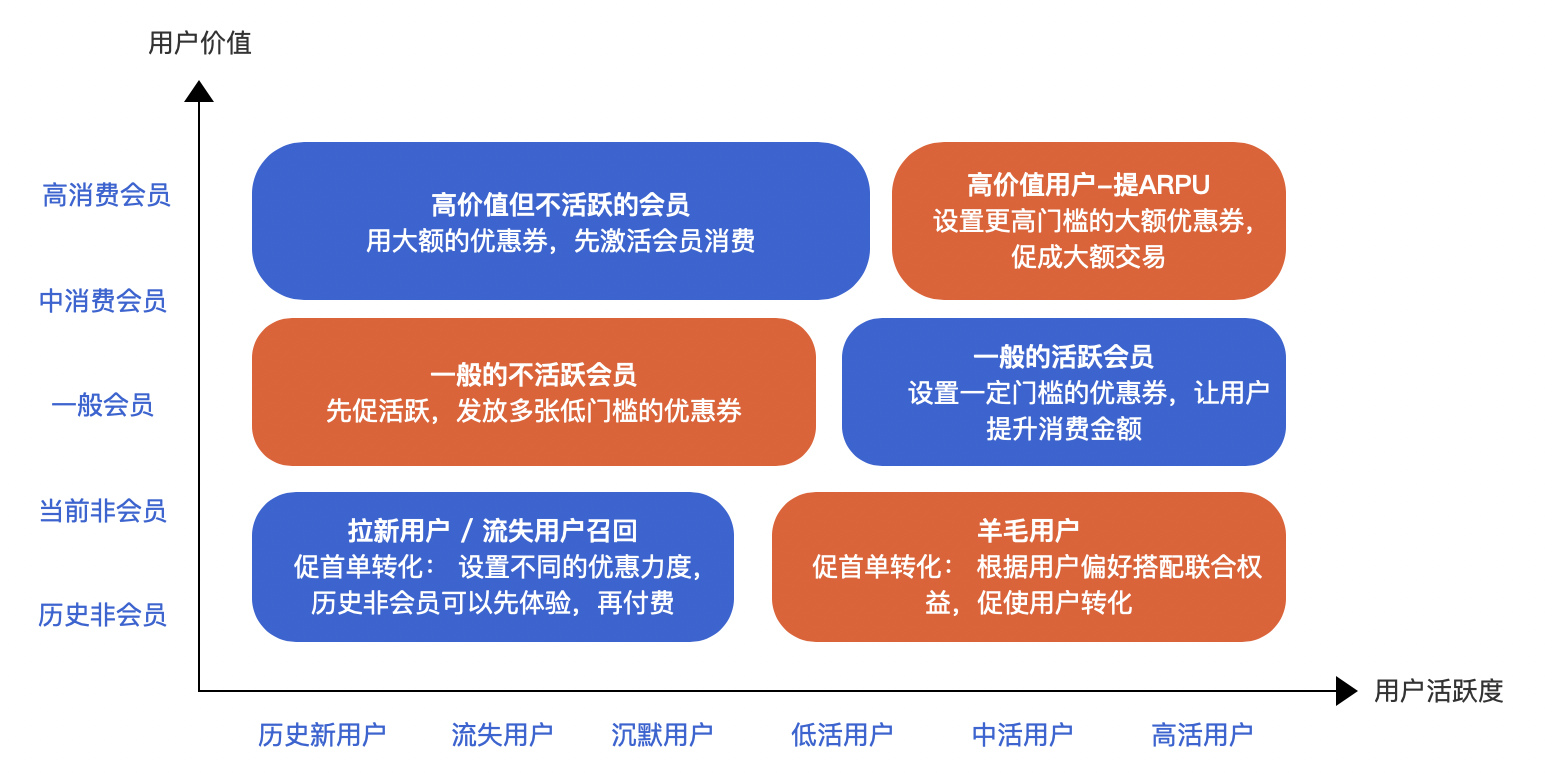 用户价值
高消费会员
高价值但不活跃的会员
用大额的优惠券，先激活会员消费
高价值用户-提ARPU
设置更高门槛的大额优惠券，
促成大额交易
中消费会员
一般会员
一般的不活跃会员
先促活跃，发放多张低门槛的优惠券
一般的活跃会员
设置一定门槛的优惠券，让用户
提升消费金额
当前非会员
历史非会员
拉新用户 / 流失用户召回
促首单转化： 设置不同的优惠力度，
历史非会员可以先体验，再付费
羊毛用户
促首单转化： 根据用户偏好搭配联合权
益，促使用户转化
用户活跃度
历史新用户
流失用户
沉默用户
低活用户
中活用户
高活用户